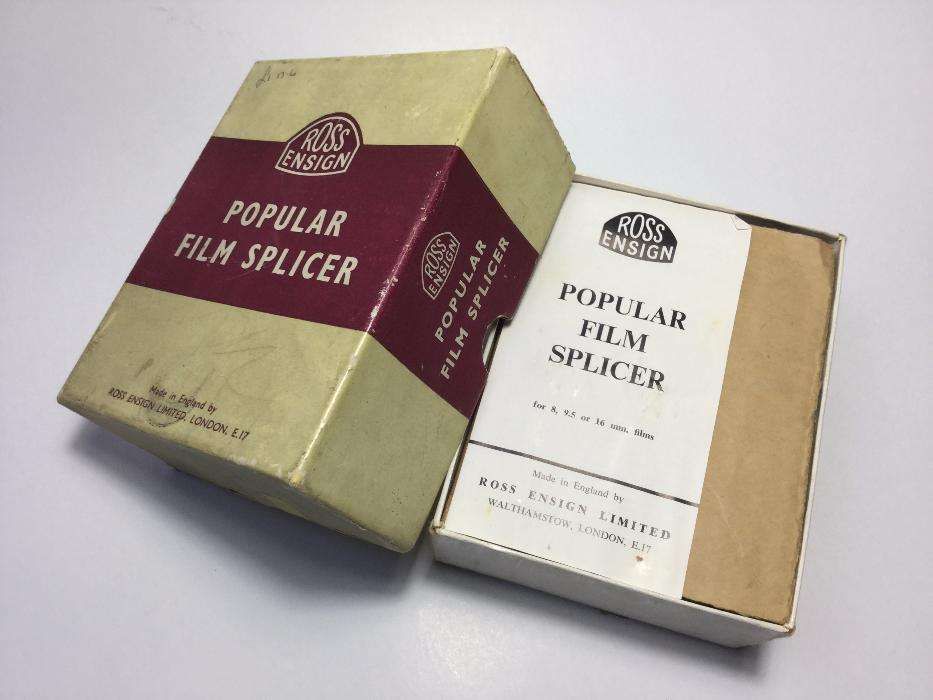 ROSS
ENSIGN
POPULAR
FILM SPLICER
Made in England by
ROSS ENSIGN LIMITED, LONDON, E.17
ROSS
ENSIGN
POPULAR
FILM SPLICER
ROSS
ENSIGN
POPULAR
FILM
SPLICER
for 8, 9.5 or 16 mm. films
Made in England by
ROSS ENSIGN LIMITED
WALTHAMSTOW, LONDON, E.17